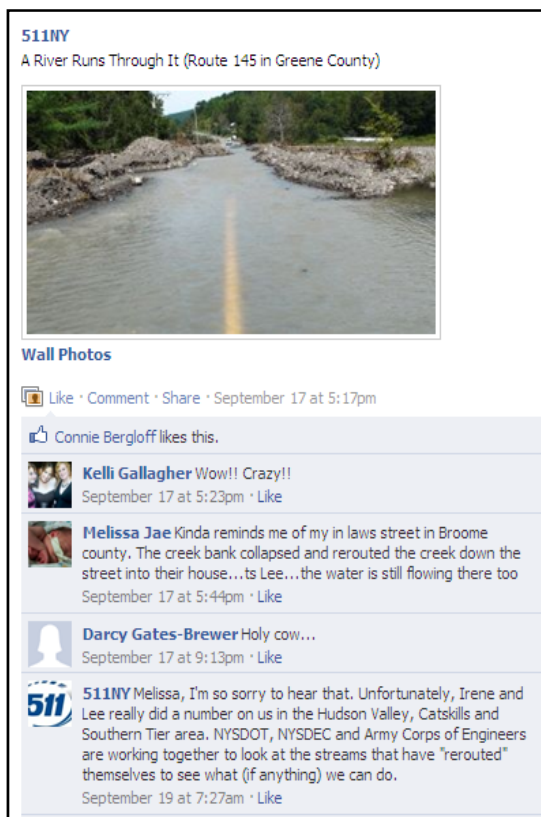 511NY
A River Runs Through It (Route 145 in Greene County)
Wall Photos
Like · Comment · Share · September 17 at 5:17pm
Connie Bergloff likes this.
Kelli Gallagher Wow!! Crazy!!
September 17 at 5:23pm · Like
Melissa Jae Kinda reminds me of my in laws street in Broome
county. The creek bank collapsed and rerouted the creek down the
street into their house...ts Lee...the water is still flowing there too
September 17 at 5:44pm · Like
Darcy Gates-Brewer Holy cow...
September 17 at 9:13pm · Like
511
511NY Melissa, I'm so sorry to hear that. Unfortunately, Irene and
Lee really did a number on us in the Hudson Valley, Catskills and
Southern Tier area. NYSDOT, NYSDEC and Army Corps of Engineers
are working together to look at the streams that have "rerouted"
themselves to see what (if anything) we can do.
September 19 at 7:27am · Like